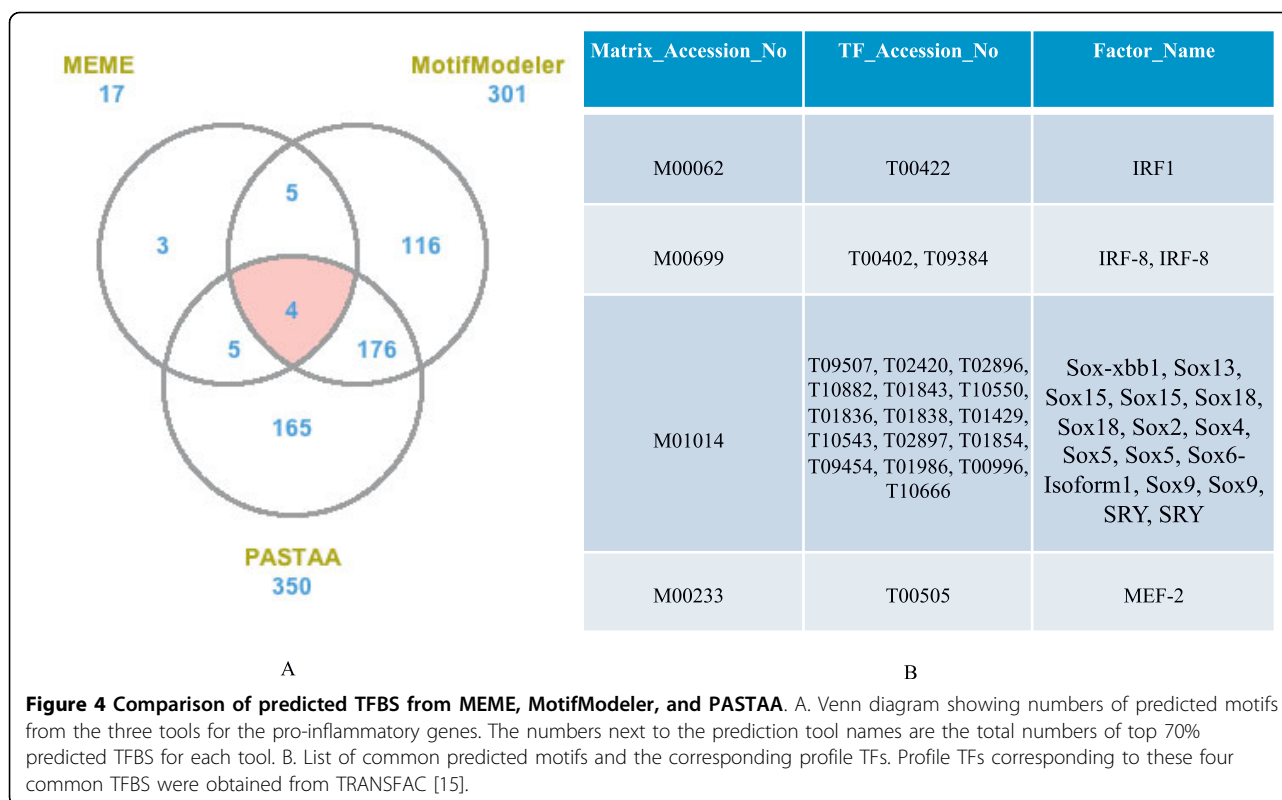 MEME
17
MotifModeler
301
5
3
116
4
5
176
165
PASTAA
350
A
Matrix_Accession_No TF_Accession_No Factor_Name
M00062 T00422 IRF1
M00699 T00402, T09384 IRF-8, IRF-8
M01014
T09507, T02420, T02896,
T10882, T01843, T10550,
T01836, T01838, T01429,
T10543, T02897, T01854,
T09454, T01986, T00996,
T10666
Sox-xbb1, Sox13,
Sox15, Sox15, Sox18,
Sox18, Sox2, Sox4,
Sox5, Sox5, Sox6-
Isoform1, Sox9, Sox9,
SRY, SRY
M00233 T00505 MEF-2
B
Figure 4 Comparison of predicted TFBS from MEME, MotifModeler, and PASTAA. A. Venn diagram showing numbers of predicted motifs
from the three tools for the pro-inflammatory genes. The numbers next to the prediction tool names are the total numbers of top 70%
predicted TFBS for each tool. B. List of common predicted motifs and the corresponding profile TFs. Profile TFs corresponding to these four
common TFBS were obtained from TRANSFAC [15].